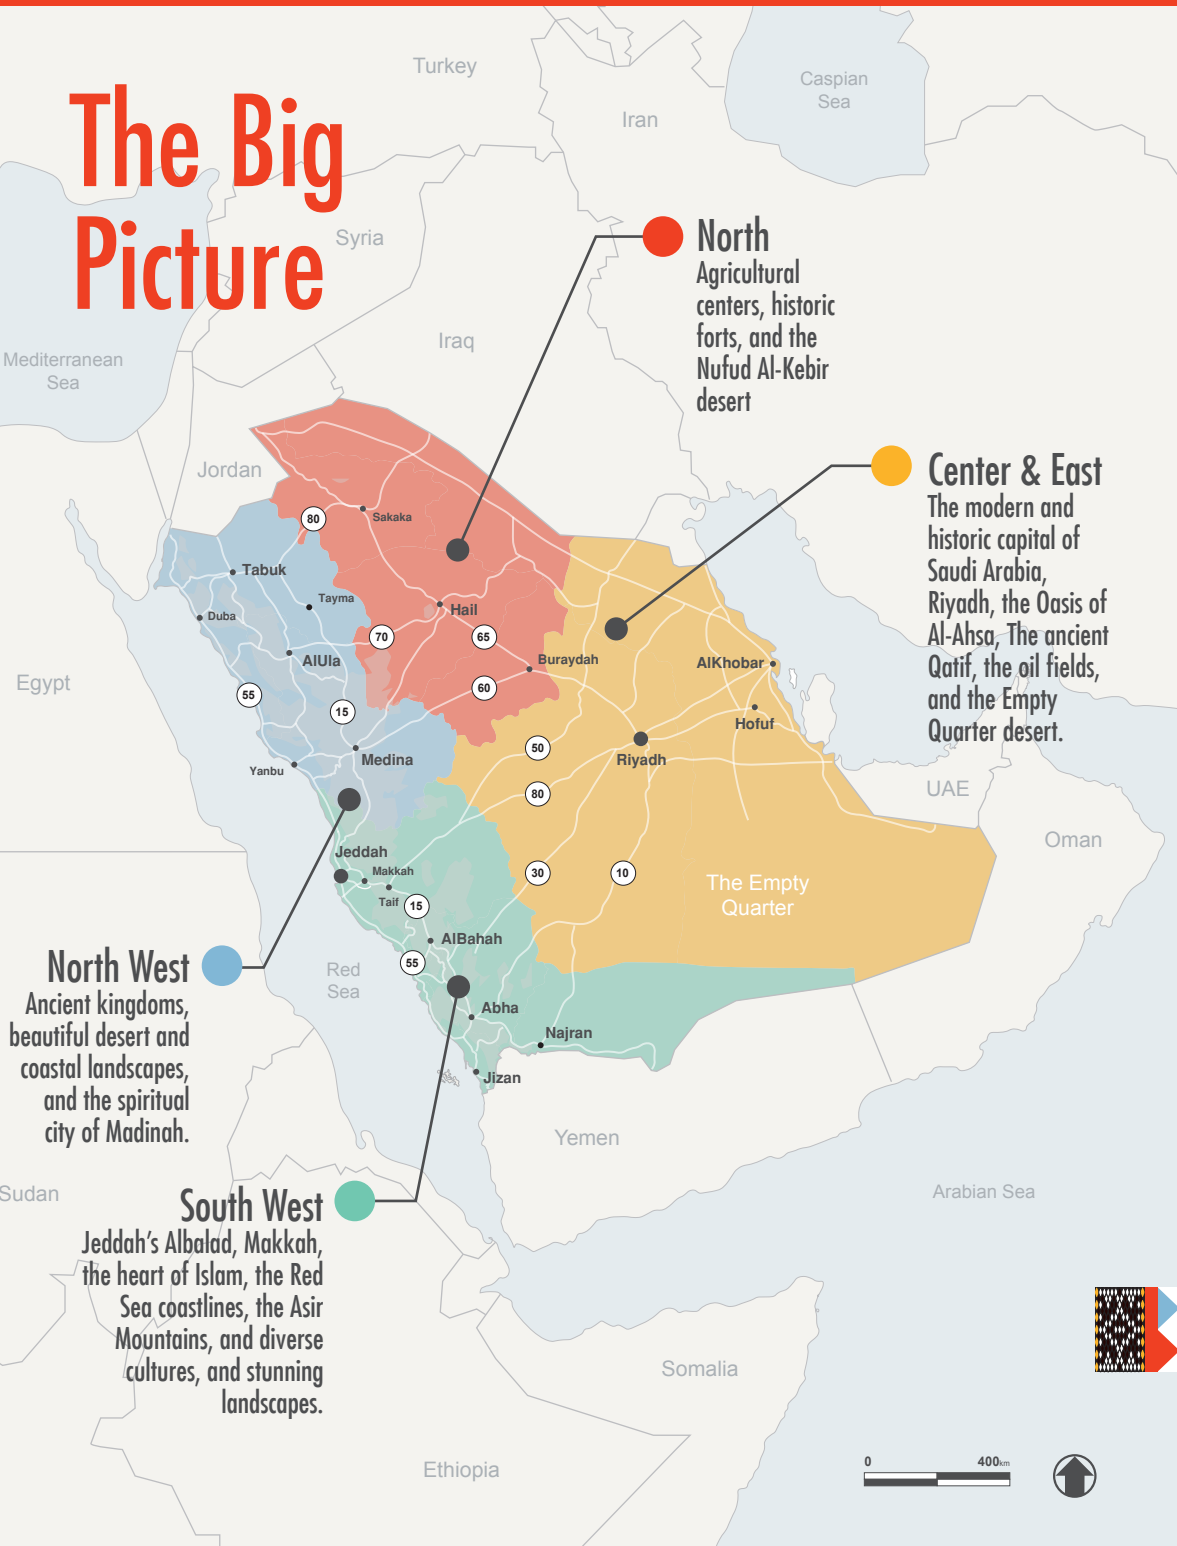 The Big
Picture
Turkey
Caspian
Sea
Iran
Syria
Iraq
Mediterranean
Sea
Jordan
Egypt
North
Agricultural
centers, historic
forts, and the
Nufud Al-Kebir
desert
Center & East
The modern and
historic capital of
Saudi Arabia,
Riyadh, the Oasis of
Al-Ahsa, The ancient
Qatif, the oil fields,
and the Empty
Quarter desert.
80
Sakaka
Tabuk
Tayma
Duba
Hail
70
65
AlUla
Buraydah
AlKhobar
55
60
15
Hofuf
50
Medina
Riyadh
Yanbu
80
UAE
Oman
Jeddah
Makkah
30
10
The Empty
Quarter
Taif
15
AlBahah
55
Red
Sea
Abha
Najran
Jizan
Yemen
North West
Ancient kingdoms,
beautiful desert and
coastal landscapes,
and the spiritual
city of Madinah.
Sudan
Arabian Sea
South West
Jeddah's Albalad, Makkah,
the heart of Islam, the Red
Sea coastlines, the Asir
Mountains, and diverse
cultures, and stunning
landscapes.
Somalia
Ethiopia
0 400km